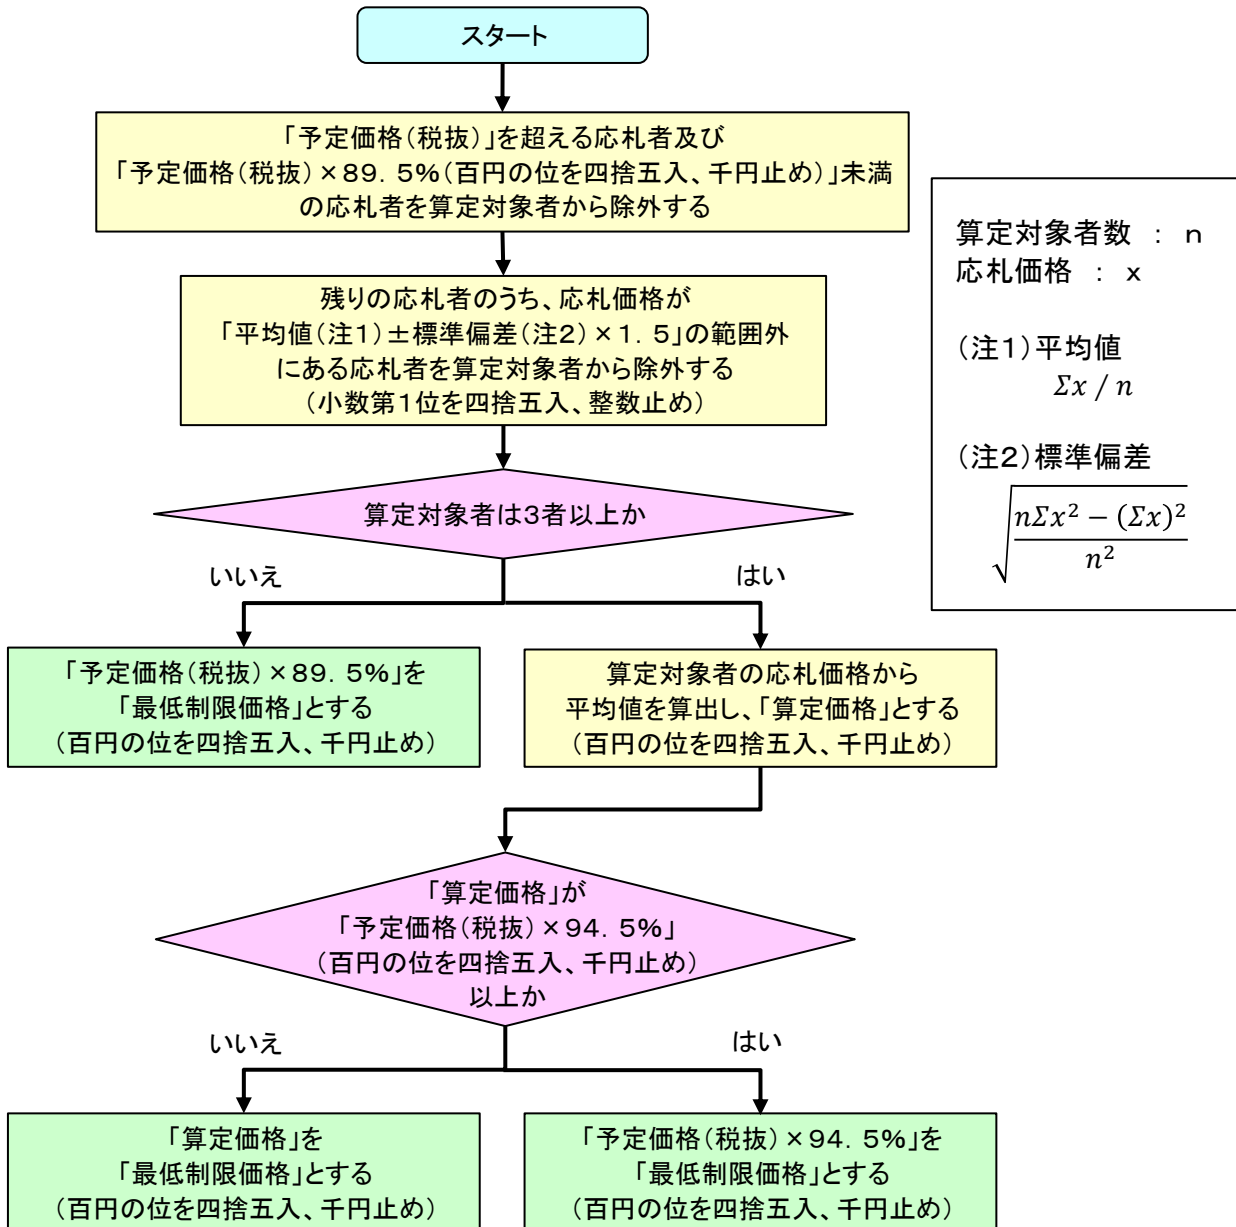 スタート
「予定価格(税抜)」を超える応札者及び
「予定価格(税抜)×89.5%(百円の位を四捨五入、千円止め)」未満
の応札者を算定対象者から除外する
残りの応札者のうち、応札価格が
「平均値(注1)±標準偏差(注2)×1.5」の範囲外
にある応札者を算定対象者から除外する
(小数第1位を四捨五入、整数止め)
算定対象者数 : n
応札価格 : x
(注1)平均値
Σx / n
(注2)標準偏差
√((nΣx² − (Σx)²) / n²)
算定対象者は3者以上か
いいえ
はい
「予定価格(税抜)×89.5%」を
「最低制限価格」とする
(百円の位を四捨五入、千円止め)
算定対象者の応札価格から
平均値を算出し、「算定価格」とする
(百円の位を四捨五入、千円止め)
「算定価格」が
「予定価格(税抜)×94.5%」
(百円の位を四捨五入、千円止め)
以上か
いいえ
はい
「算定価格」を
「最低制限価格」とする
(百円の位を四捨五入、千円止め)
「予定価格(税抜)×94.5%」を
「最低制限価格」とする
(百円の位を四捨五入、千円止め)